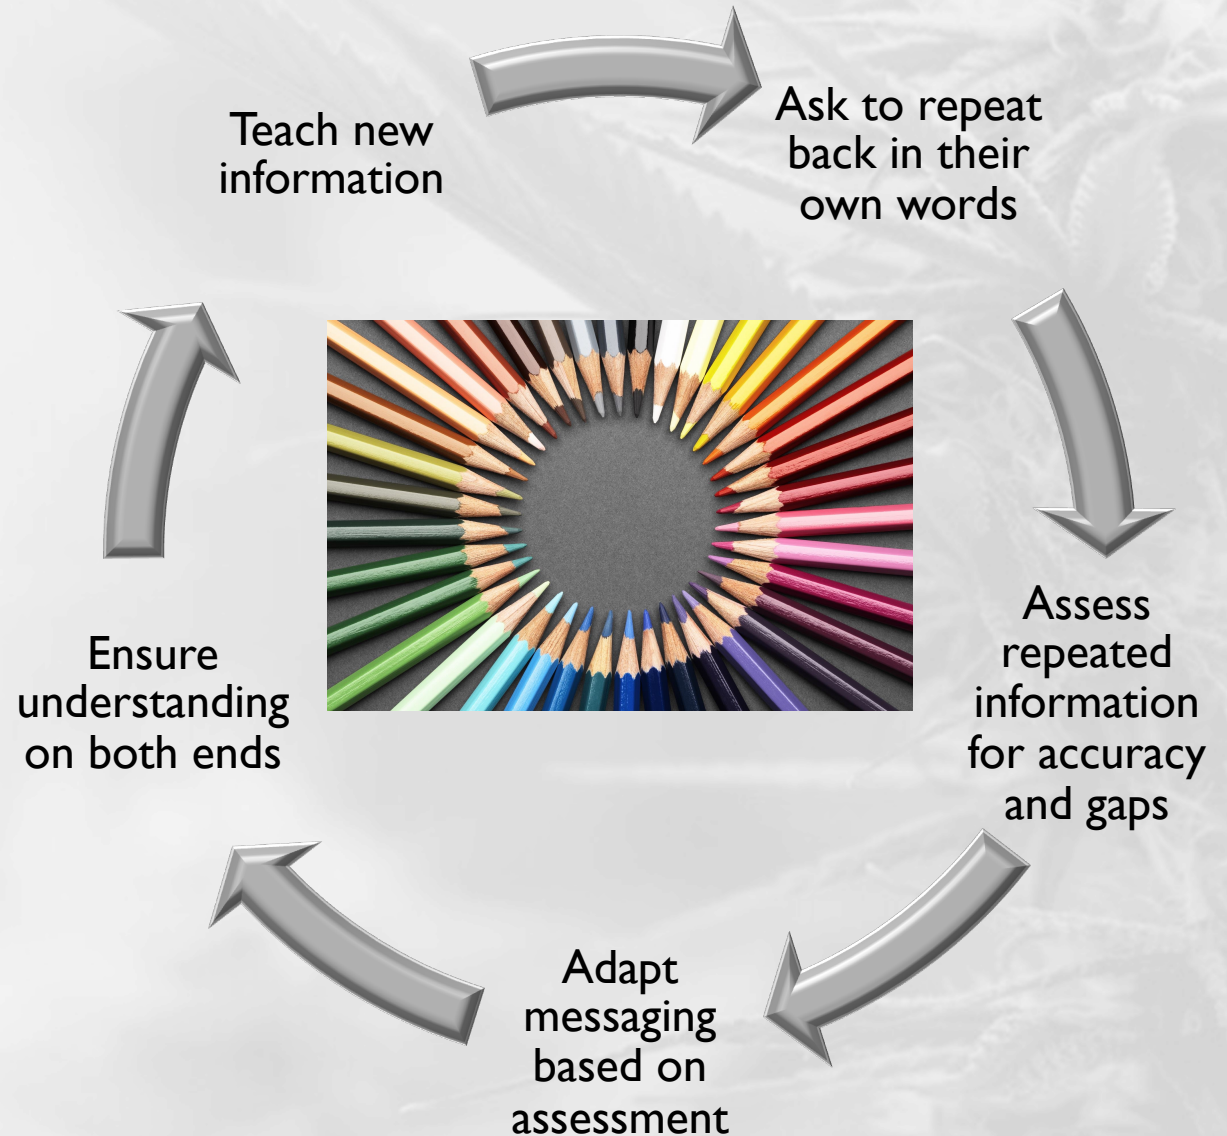 Teach new
information
Ask to repeat
back in their
own words
Assess
repeated
information
for accuracy
and gaps
Adapt
messaging
based on
assessment
Ensure
understanding
on both ends